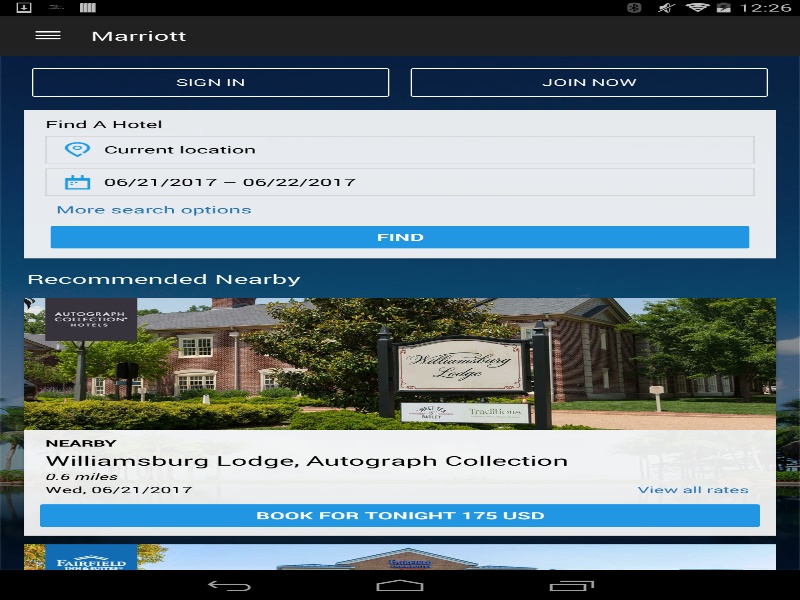 12:26
Marriott
SIGN IN
JOIN NOW
Find A Hotel
Current location
06/21/2017 – 06/22/2017
More search options
FIND
Recommended Nearby
AUTOGRAPH
COLLECTION®
HOTELS
Williamsburg
Lodge
Traditions
NEARBY
Williamsburg Lodge, Autograph Collection
0.6 miles
Wed, 06/21/2017
View all rates
BOOK FOR TONIGHT 175 USD
FAIRFIELD
INN & SUITES®